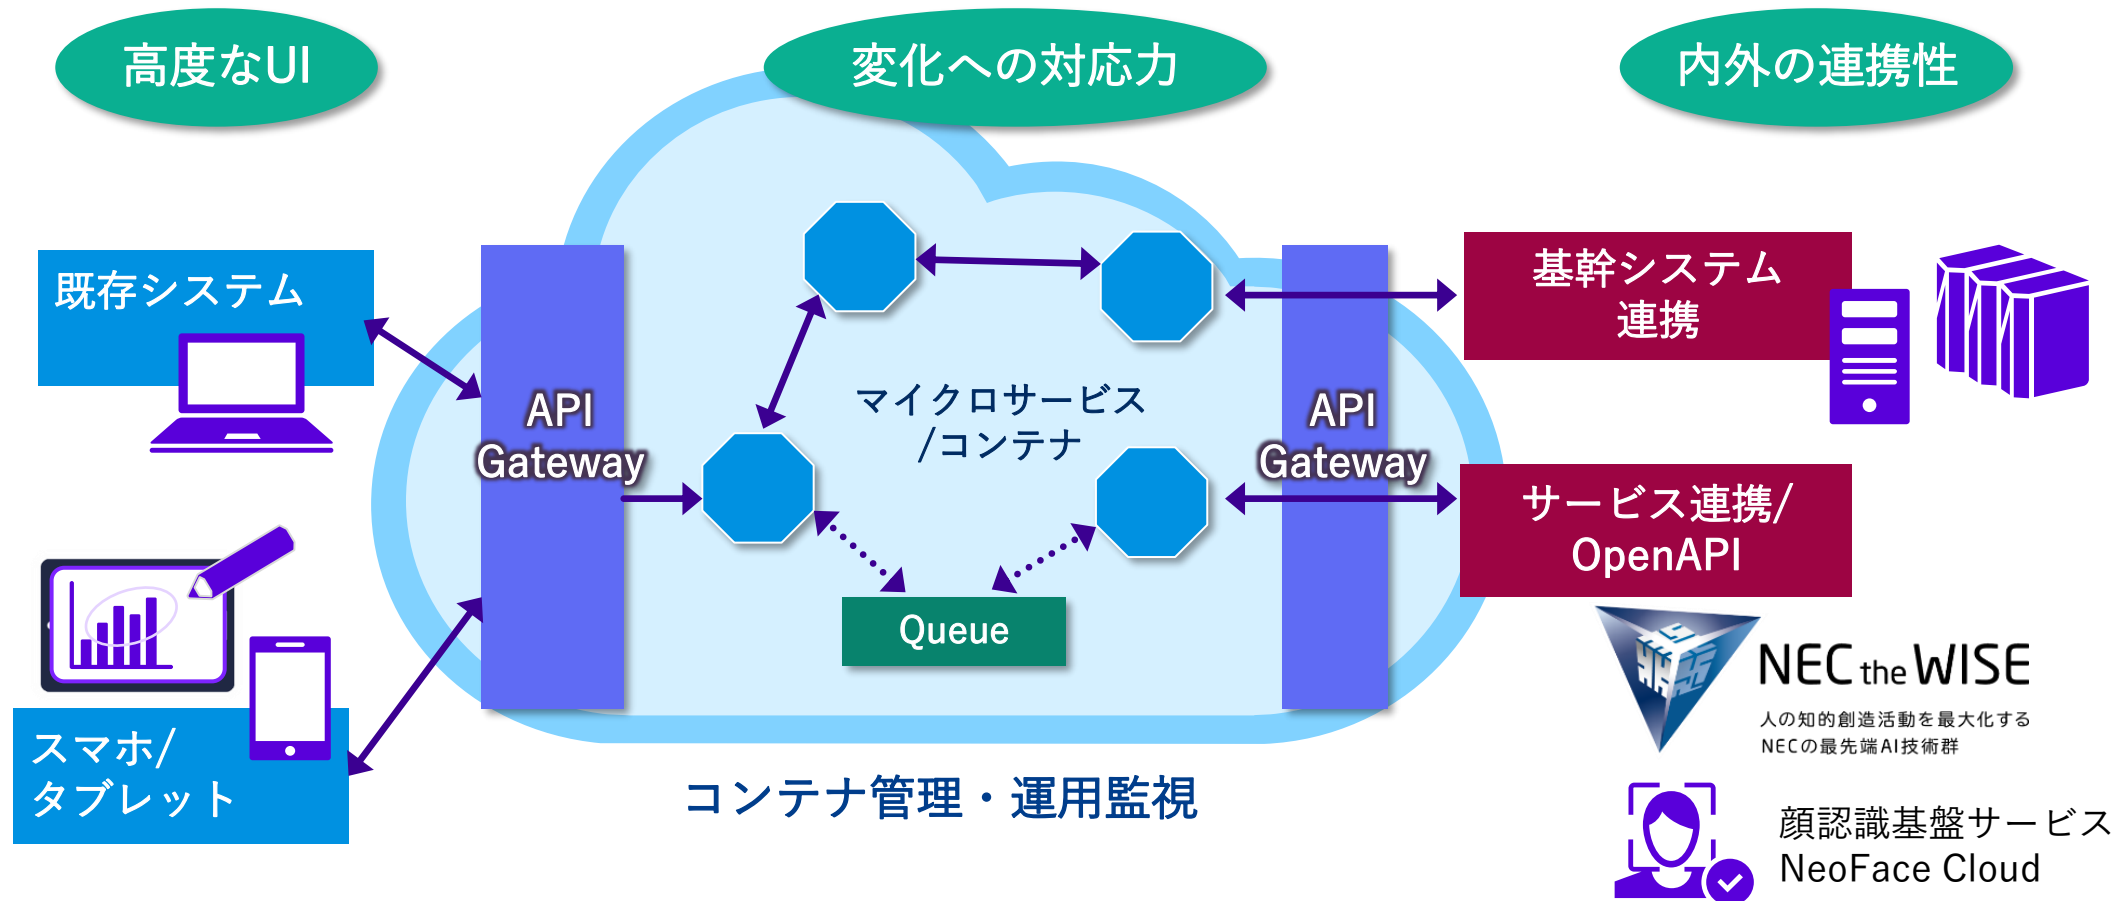 高度なUI
変化への対応力
内外の連携性
既存システム
API
Gateway
スマホ/
タブレット
マイクロサービス
/コンテナ
Queue
API
Gateway
コンテナ管理・運用監視
基幹システム
連携
サービス連携/
OpenAPI
NEC the WISE
人の知的創造活動を最大化する
NECの最先端AI技術群
顔認識基盤サービス
NeoFace Cloud